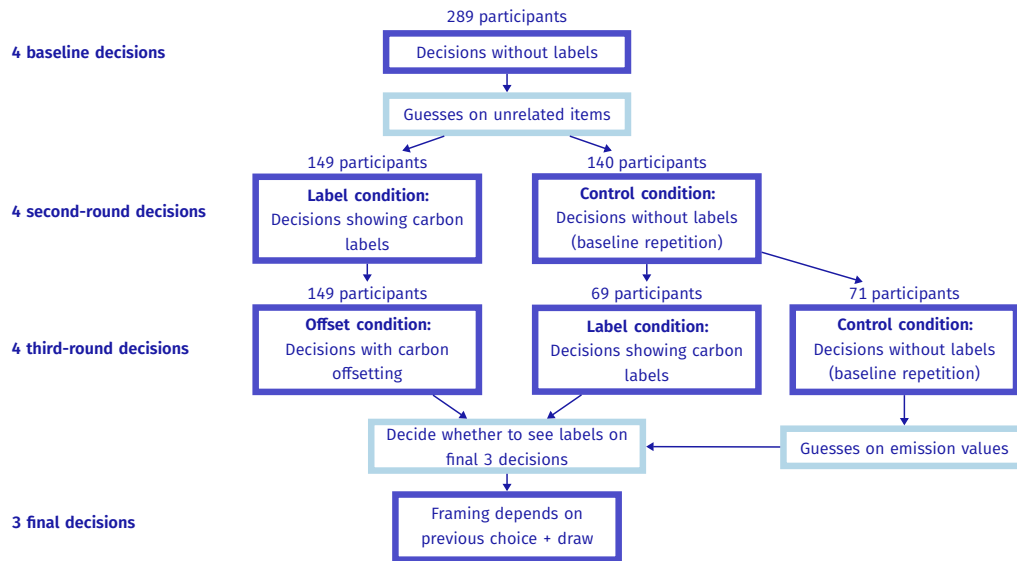 289 participants
4 baseline decisions
Decisions without labels
Guesses on unrelated items
149 participants
140 participants
4 second-round decisions
Label condition:
Decisions showing carbon
labels
Control condition:
Decisions without labels
(baseline repetition)
149 participants
69 participants
71 participants
4 third-round decisions
Offset condition:
Decisions with carbon
offsetting
Label condition:
Decisions showing carbon
labels
Control condition:
Decisions without labels
(baseline repetition)
Decide whether to see labels on
final 3 decisions
Guesses on emission values
3 final decisions
Framing depends on
previous choice + draw